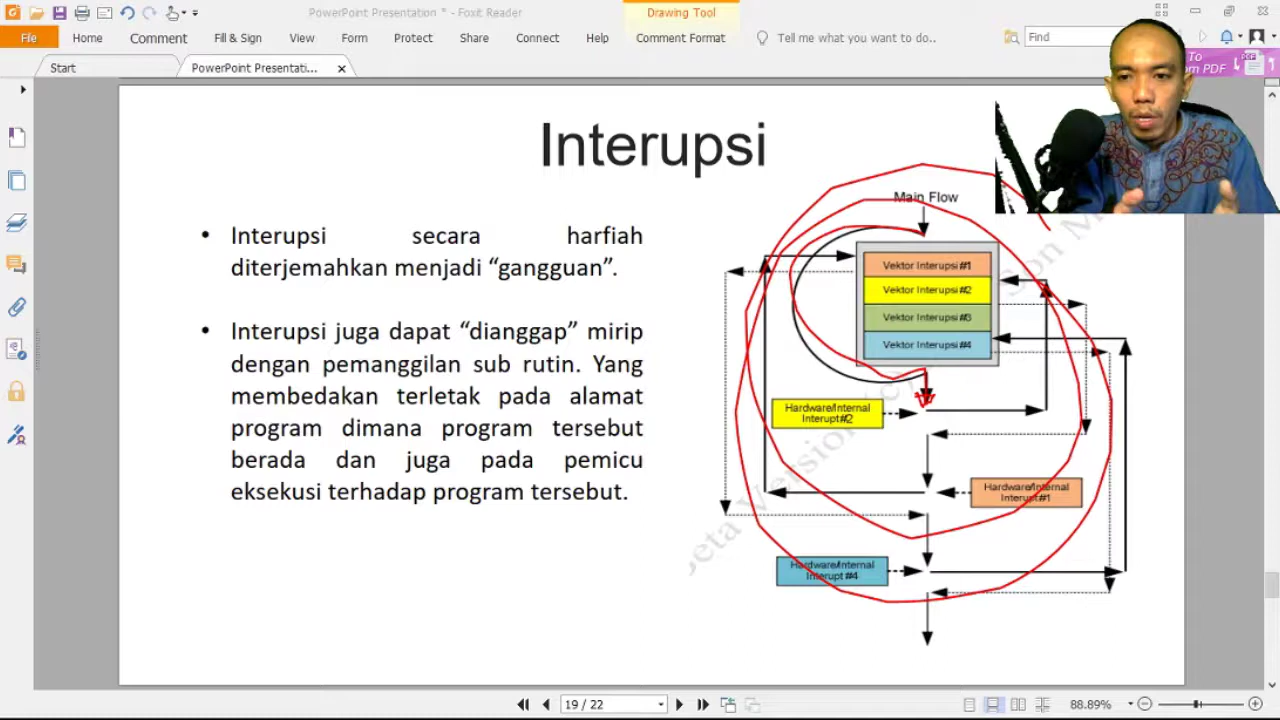 PowerPoint Presentation * - Foxit Reader
Drawing Tool
File Home Comment Fill & Sign View Form Protect Share Connect Help Comment Format Tell me what you want to do.. Find
Start PowerPoint Presentati...
To
PDF
Interupsi
• Interupsi secara harfiah
diterjemahkan menjadi “gangguan”.
• Interupsi juga dapat “dianggap” mirip
dengan pemanggilan sub rutin. Yang
membedakan terletak pada alamat
program dimana program tersebut
berada dan juga pada pemicu
eksekusi terhadap program tersebut.
Main Flow
Vektor Interupsi #1
Vektor Interupsi #2
Vektor Interupsi #3
Vektor Interupsi #4
Hardware/Internal
Interupt#2
Hardware/Internal
Interupt#1
Hardware/Internal
Interupt #4
19 / 22
88.89%